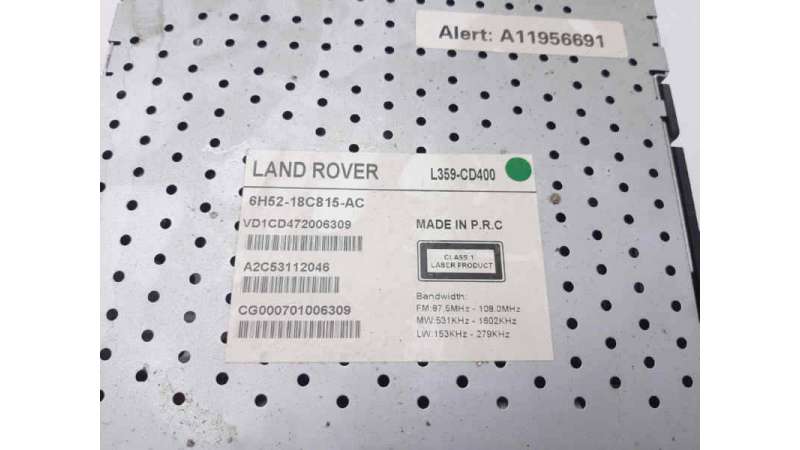 Alert: A11956691
LAND ROVER
L359-CD400
6H52-18C815-AC
VD1CD472006309
MADE IN P.R.C
CLASS 1
LASER PRODUCT
A2C53112046
CG000701006309
Bandwidth:
FM:87.5MHz - 108.0MHz
MW:531KHz - 1602KHz
LW:153KHz - 279KHz